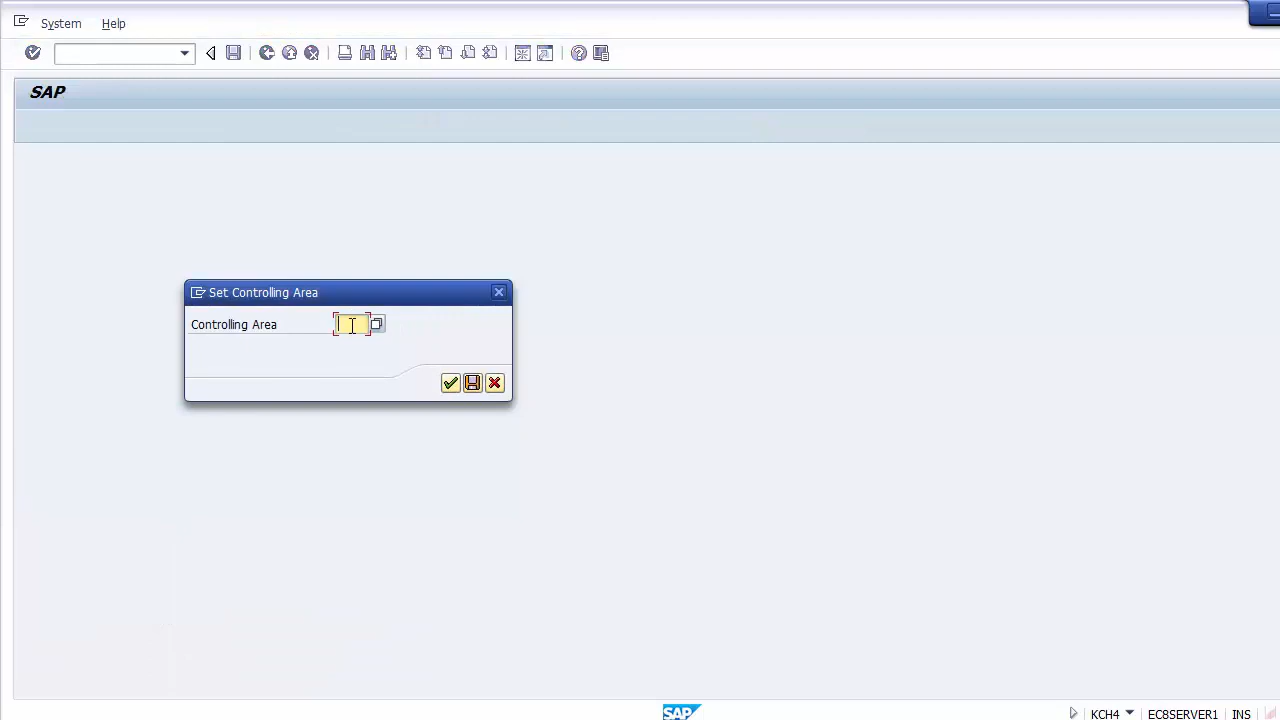 System Help
SAP
Set Controlling Area
Controlling Area
SAP KCH4 EC8SERVER1 INS